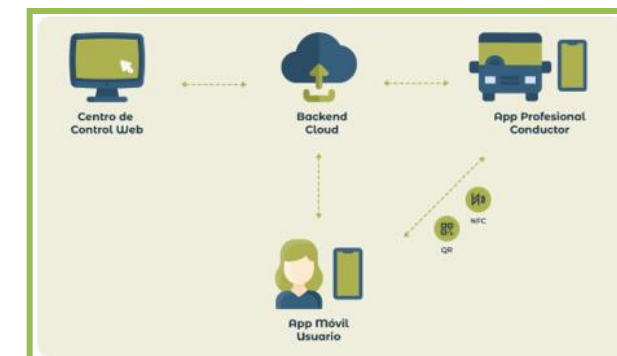 Centro de
Control Web
Backend
Cloud
App Profesional
Conductor
NFC
QR
App Móvil
Usuario